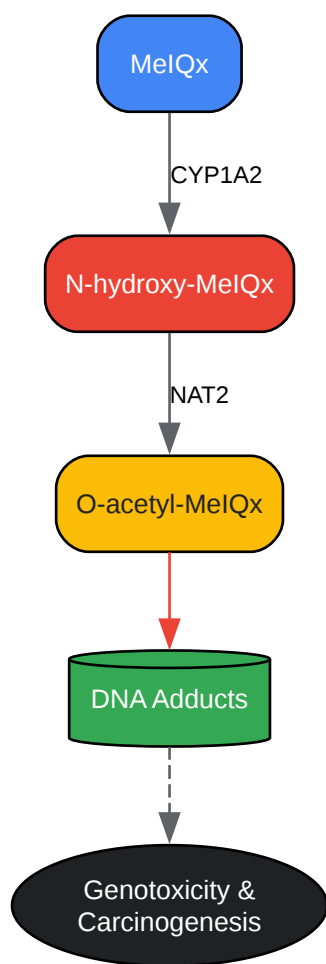 MeIQx
CYP1A2
N-hydroxy-MeIQx
NAT2
O-acetyl-MeIQx
DNA Adducts
Genotoxicity &
Carcinogenesis